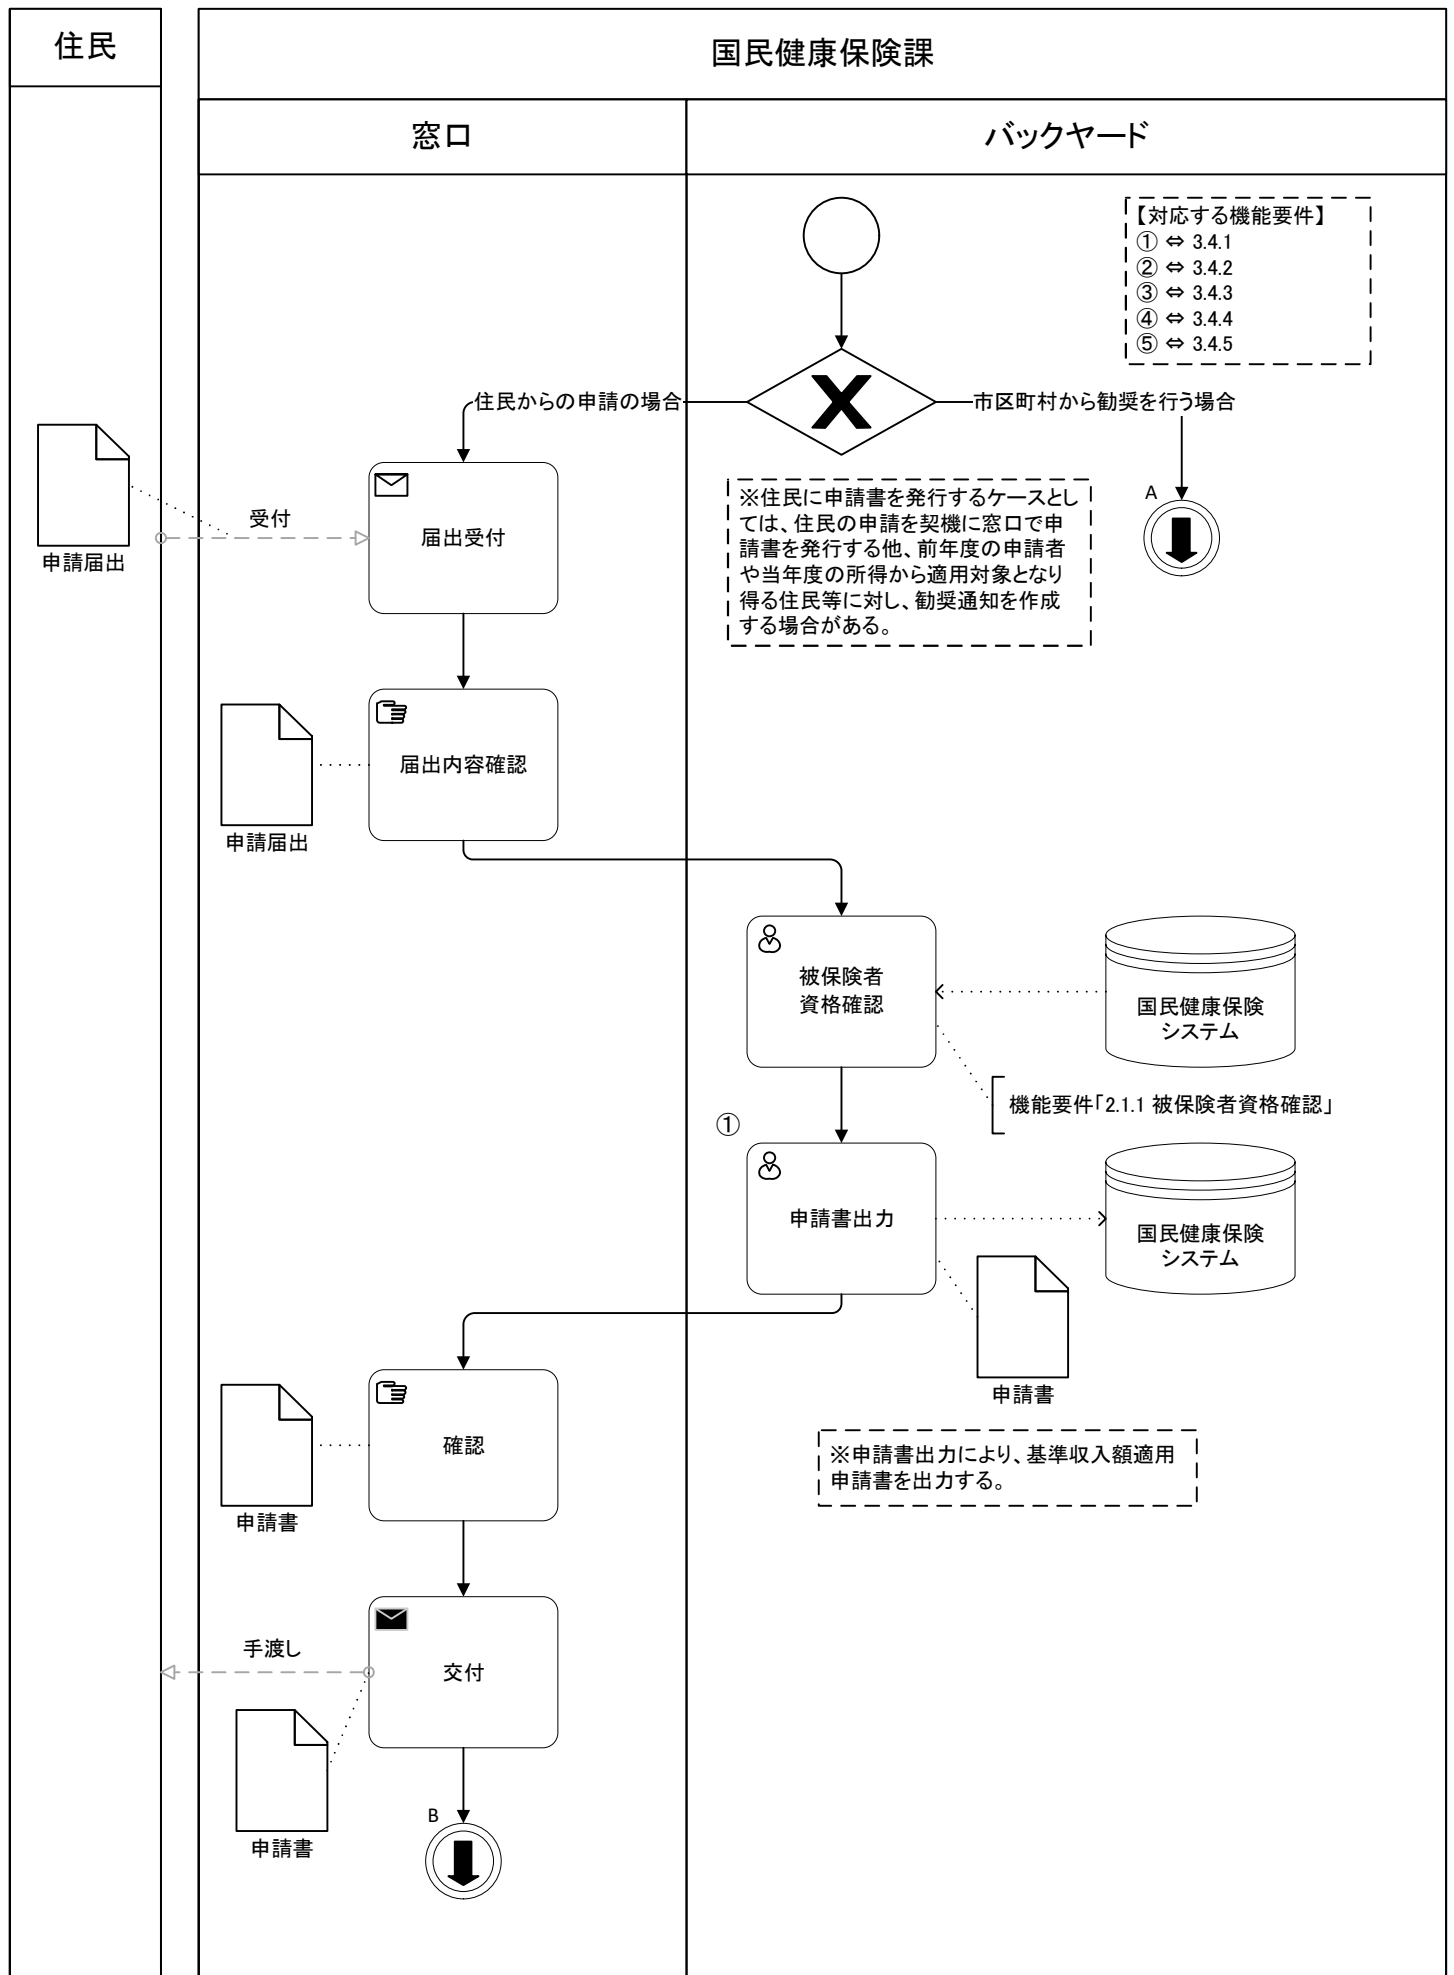 住民
国民健康保険課
窓口
バックヤード
【対応する機能要件】
① ⇔ 3.4.1
② ⇔ 3.4.2
③ ⇔ 3.4.3
④ ⇔ 3.4.4
⑤ ⇔ 3.4.5
住民からの申請の場合
市区町村から勧奨を行う場合
A
※住民に申請書を発行するケースとし
ては、住民の申請を契機に窓口で申
請書を発行する他、前年度の申請者
や当年度の所得から適用対象となり
得る住民等に対し、勧奨通知を作成
する場合がある。
申請届出
受付
届出受付
届出内容確認
申請届出
被保険者
資格確認
国民健康保険
システム
機能要件「2.1.1 被保険者資格確認」
①
申請書出力
国民健康保険
システム
申請書
確認
申請書
※申請書出力により、基準収入額適用
申請書を出力する。
手渡し
交付
申請書
B